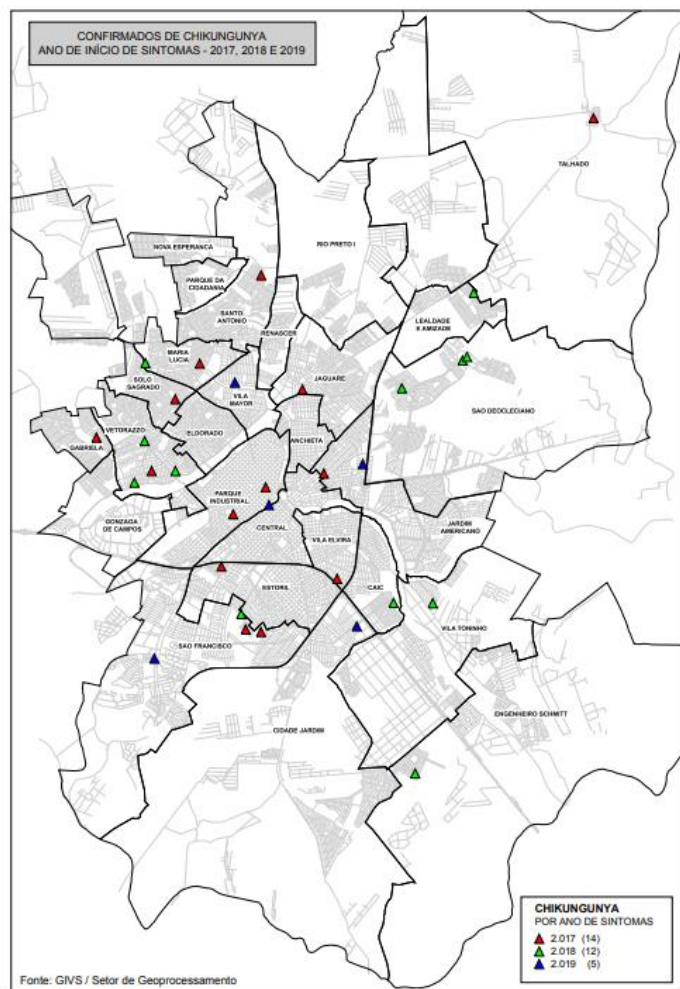 CONFIRMADOS DE CHIKUNGUNYA
ANO DE INÍCIO DE SINTOMAS - 2017, 2018 E 2019
TALHADO
NOVA ESPERANCA
RIO PRETO I
PARQUE DA
CIDADANIA
SANTO
ANTONIO
RENASCER
LEALDADE
E AMIZADE
MARIA
LUCIA
SOLO
SAGRADO
VILA
MAYOR
JAGUARE
SAO DEOCLECIANO
VETORAZZO
ELDORADO
GABRIELA
ANCHIETA
PARQUE
INDUSTRIAL
GONZAGA
DE CAMPOS
CENTRAL
VILA ELVIRA
JARDIM
AMERICANO
ESTORIL
CAIC
VILA TONINHO
SAO FRANCISCO
ENGENHEIRO SCHMITT
CIDADE JARDIM
CHIKUNGUNYA
POR ANO DE SINTOMAS
2.017 (14)
2.018 (12)
2.019 (5)
Fonte: GIVS / Setor de Geoprocessamento